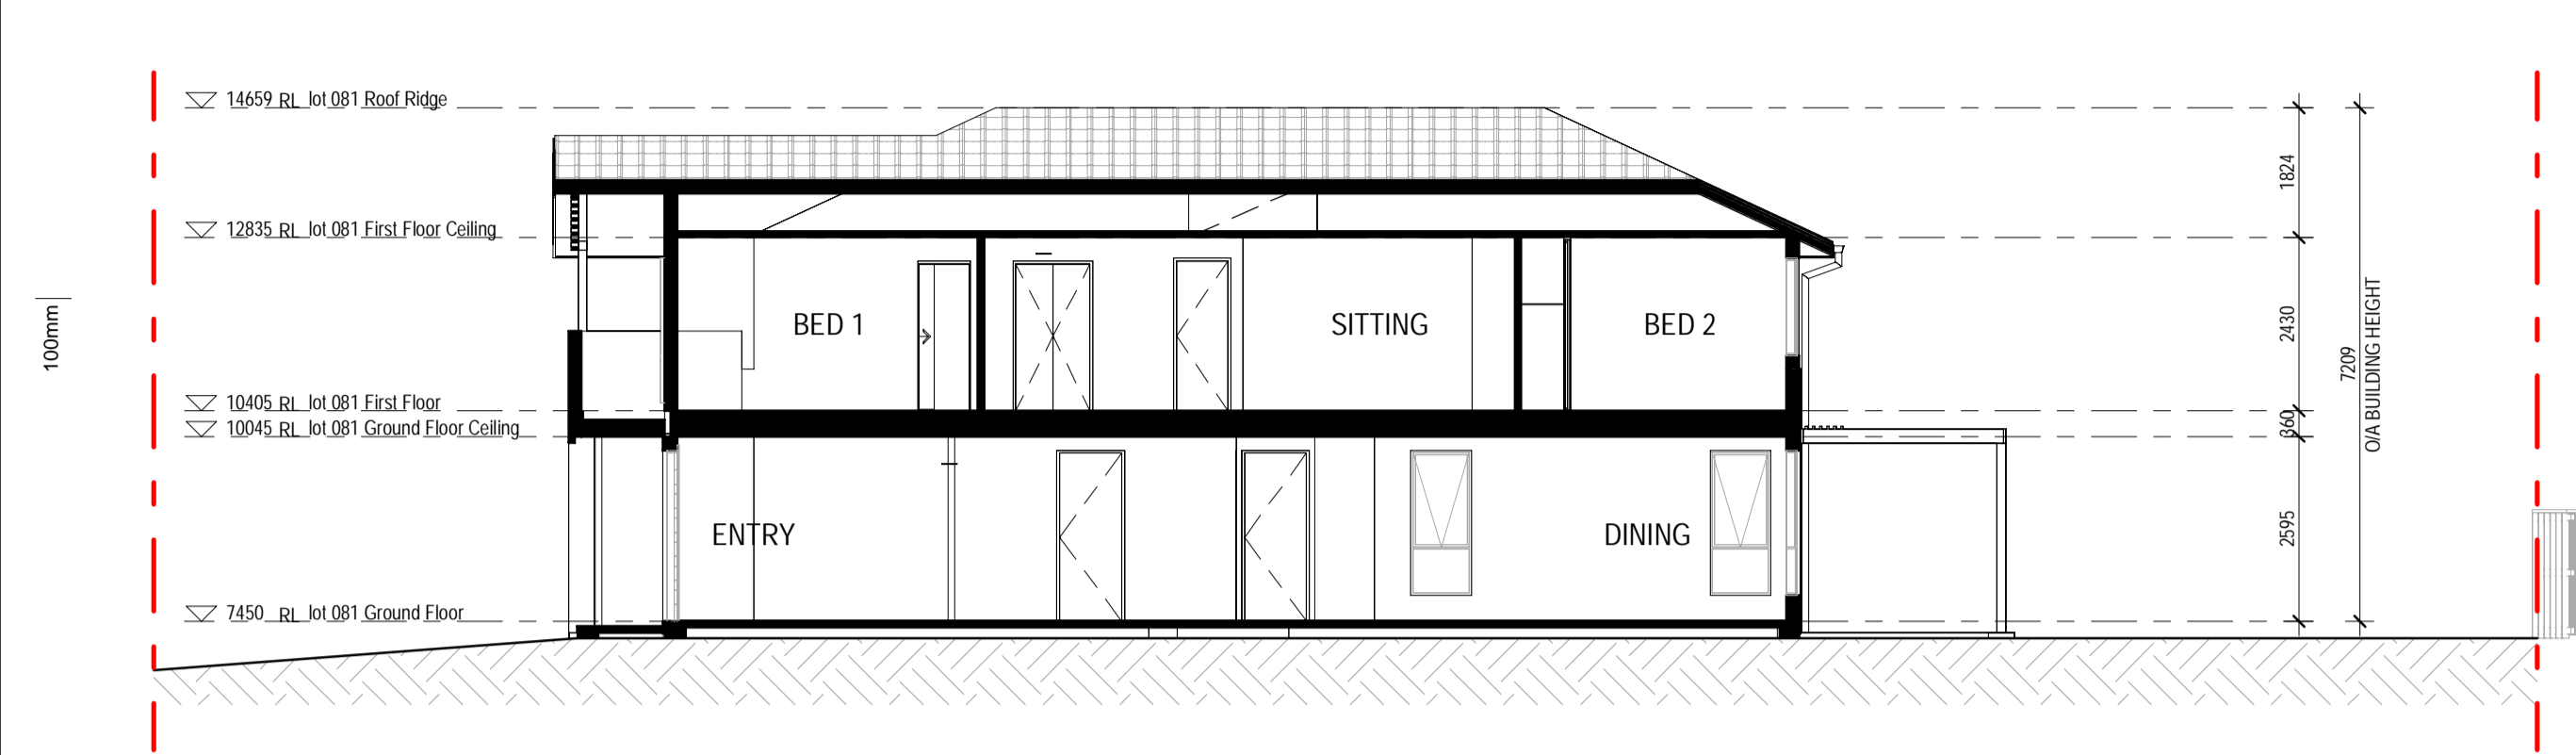 14659 RL lot 081 Roof Ridge
1824
12835 RL lot 081 First Floor Ceiling
100mm
BED 1
SITTING
BED 2
2430
7209
O/A BUILDING HEIGHT
10405 RL lot 081 First Floor
10045 RL lot 081 Ground Floor Ceiling
360
ENTRY
DINING
2595
7450 RL lot 081 Ground Floor